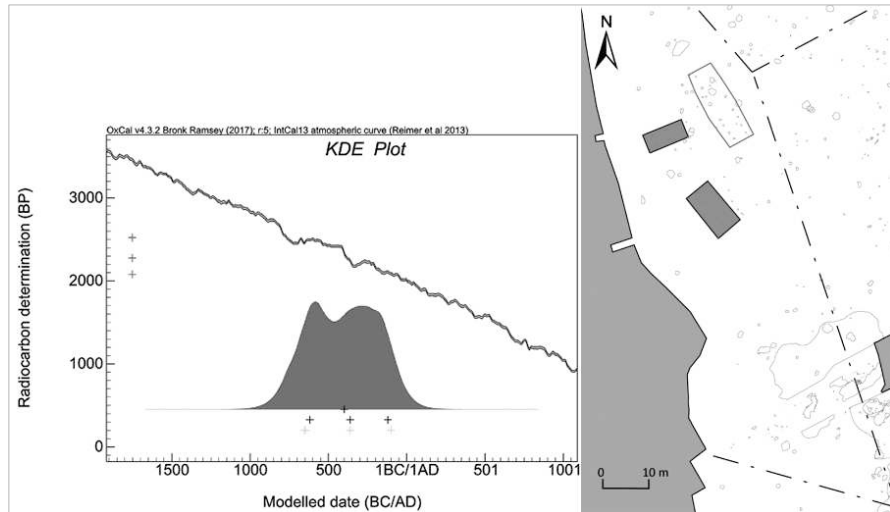 OxCal v4.3.2 Bronk Ramsey (2017); r:5; IntCal13 atmospheric curve (Reimer et al 2013)
KDE Plot
Radiocarbon determination (BP)
3000
2000
1000
0
1500
1000
500
1BC/1AD
501
1001
Modelled date (BC/AD)
N
0
10 m